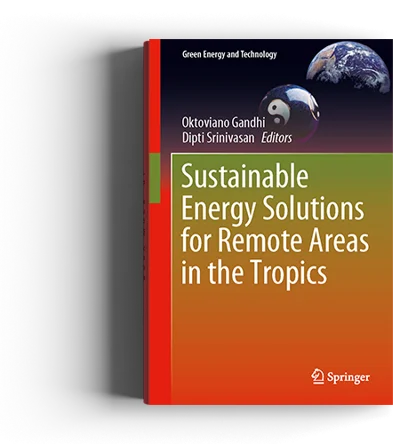 Green Energy and Technology
Oktoviano Gandhi
Dipti Srinivasan Editors
Sustainable
Energy Solutions
for Remote Areas
in the Tropics
Springer